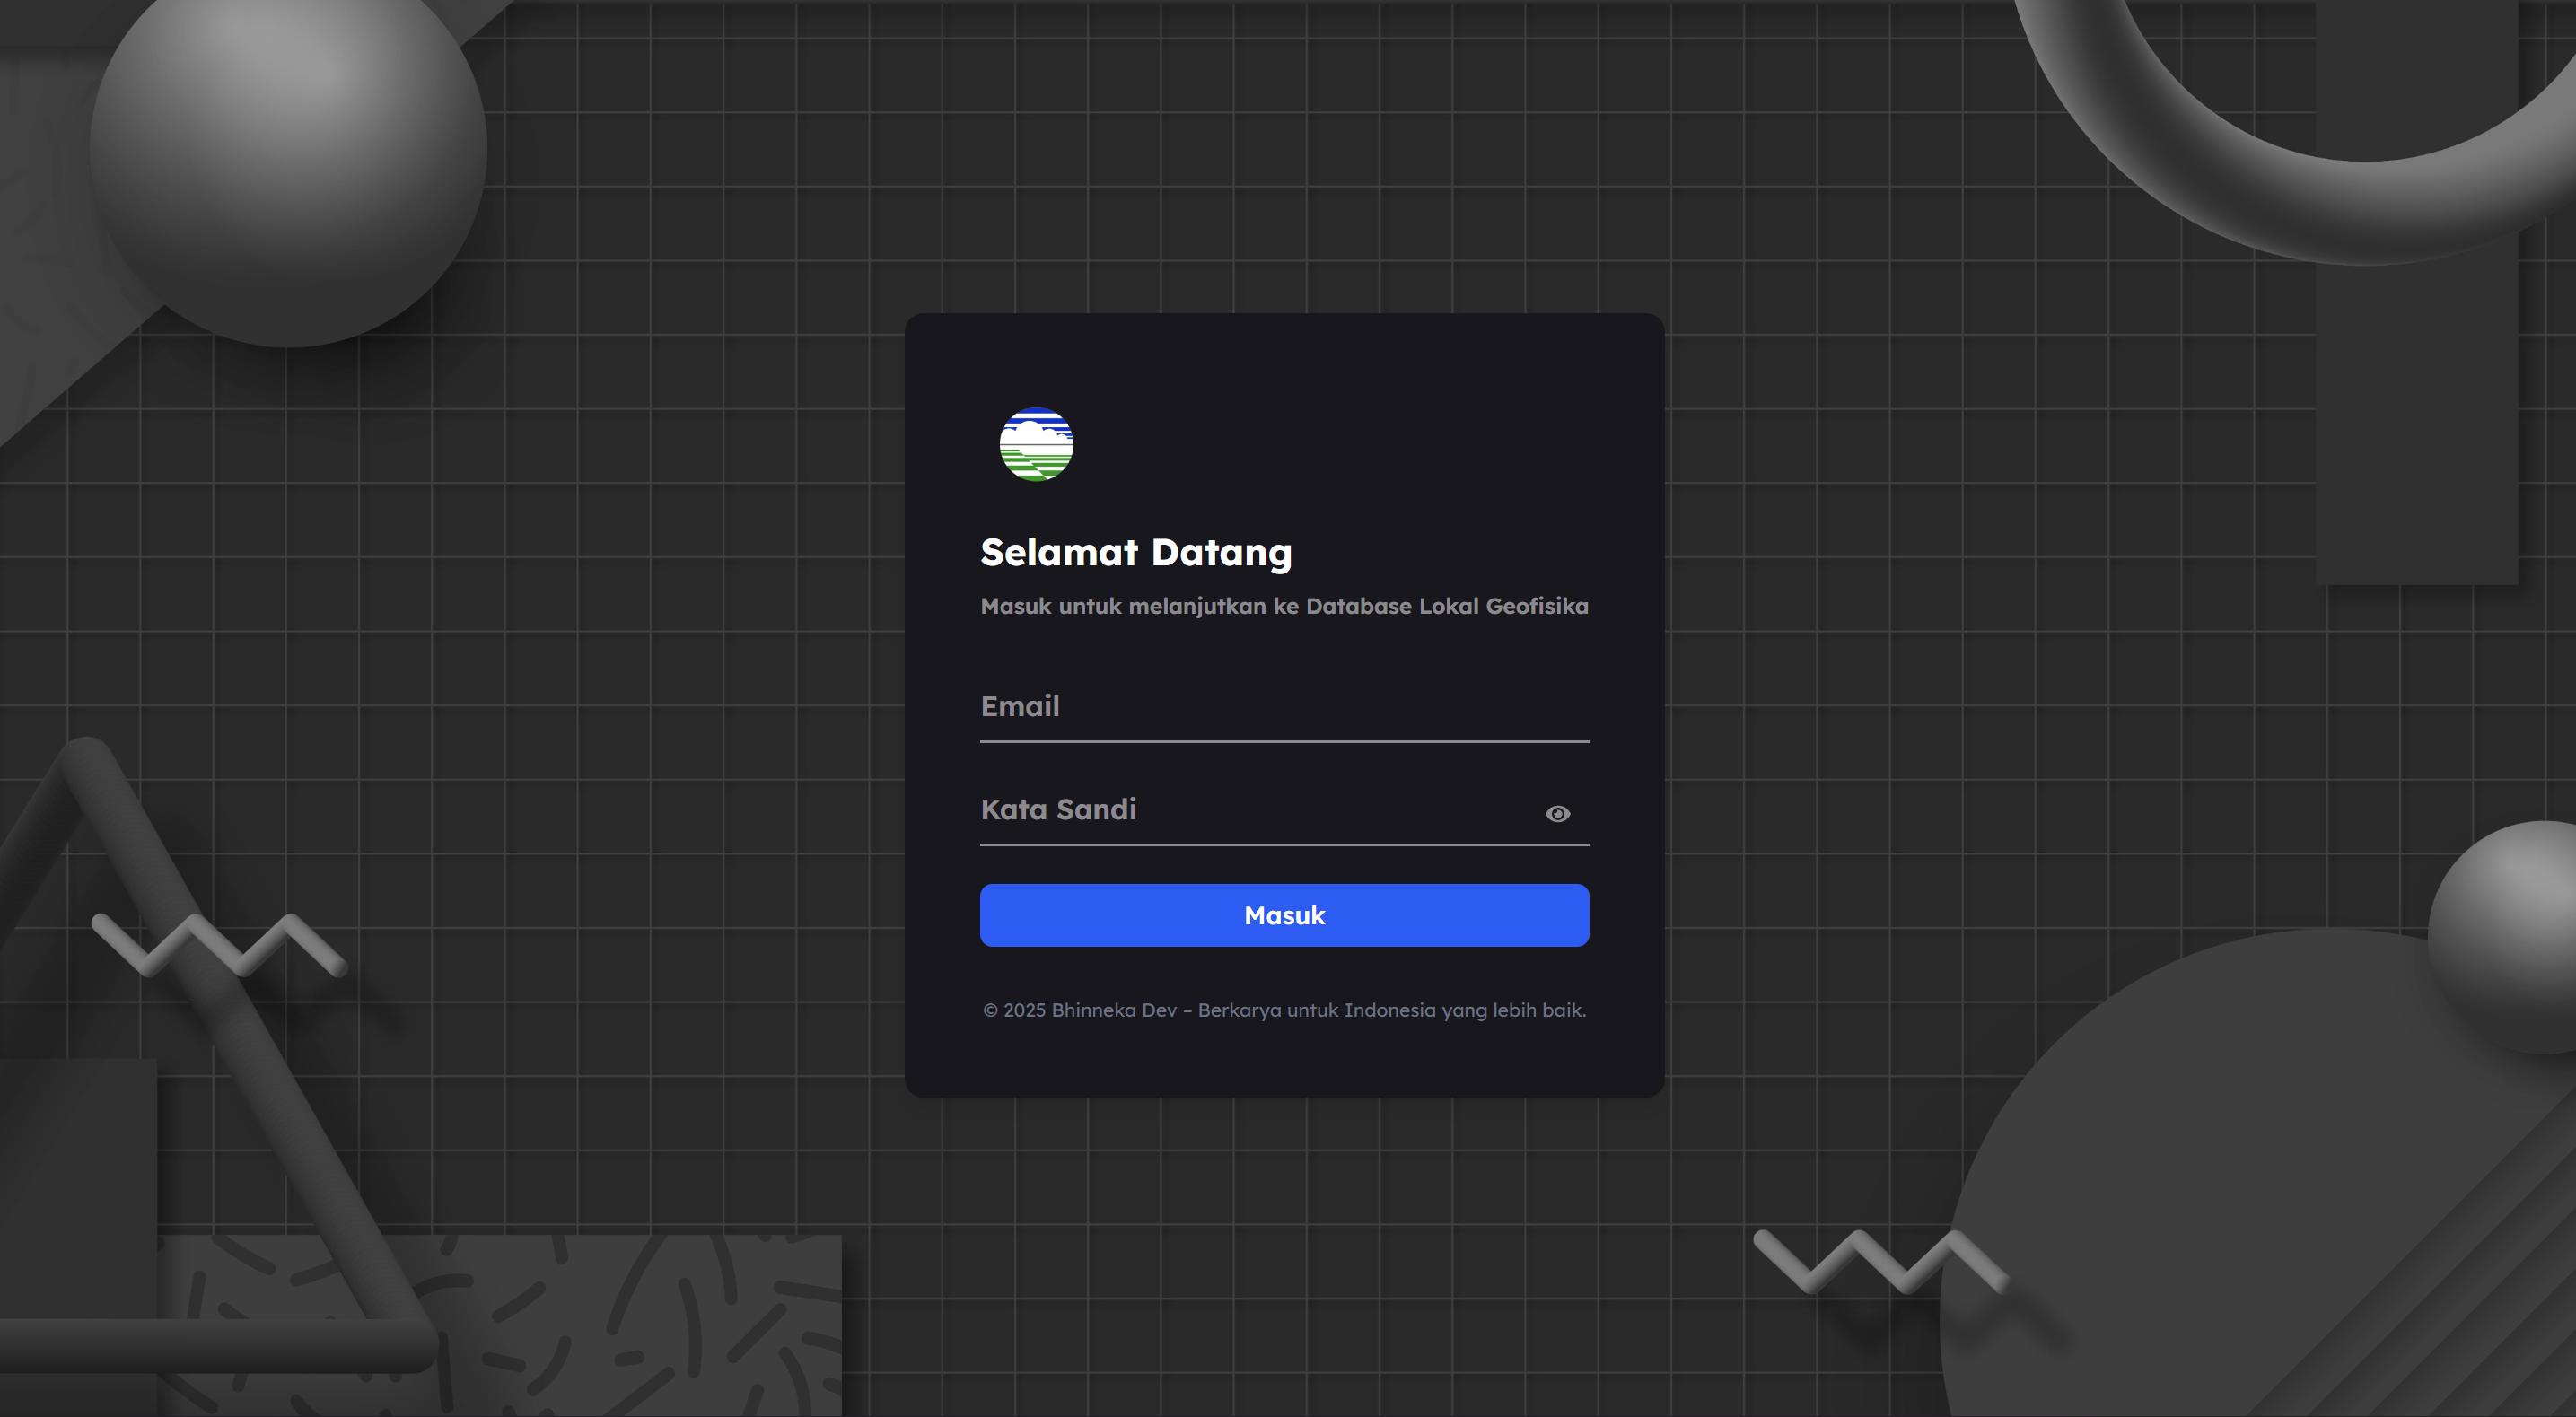 Selamat Datang
Masuk untuk melanjutkan ke Database Lokal Geofisika
Email
Kata Sandi
Masuk
© 2025 Bhinneka Dev – Berkarya untuk Indonesia yang lebih baik.